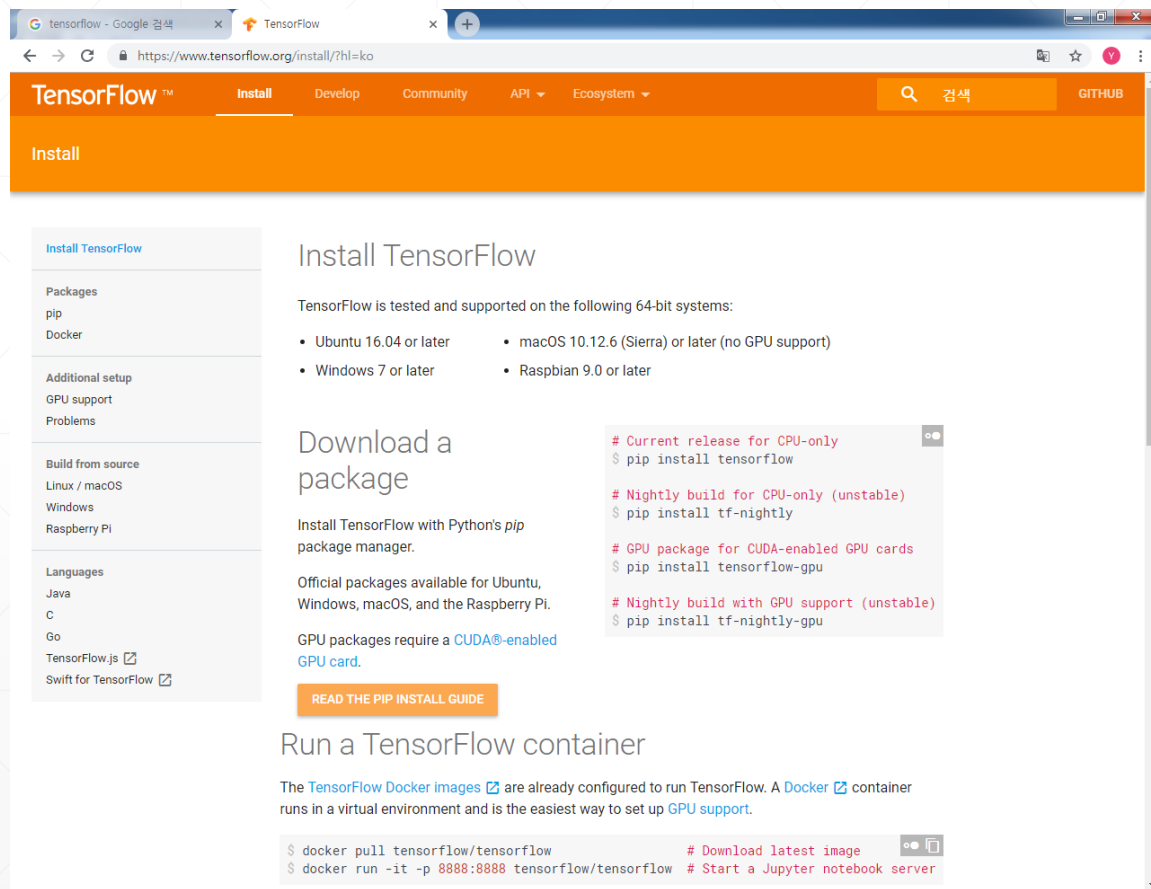 tensorflow - Google 검색
TensorFlow
https://www.tensorflow.org/install/?hl=ko
Y
TensorFlow ™
Install
Develop
Community
API
Ecosystem
검색
GITHUB
Install
Install TensorFlow
Packages
pip
Docker
Additional setup
GPU support
Problems
Build from source
Linux / macOS
Windows
Raspberry Pi
Languages
Java
C
Go
TensorFlow.js
Swift for TensorFlow
Install TensorFlow
TensorFlow is tested and supported on the following 64-bit systems:
• Ubuntu 16.04 or later
• Windows 7 or later
• macOS 10.12.6 (Sierra) or later (no GPU support)
• Raspbian 9.0 or later
Download a
package
Install TensorFlow with Python's pip
package manager.
Official packages available for Ubuntu,
Windows, macOS, and the Raspberry Pi.
GPU packages require a CUDA®-enabled
GPU card.
READ THE PIP INSTALL GUIDE
# Current release for CPU-only
$ pip install tensorflow
# Nightly build for CPU-only (unstable)
$ pip install tf-nightly
# GPU package for CUDA-enabled GPU cards
$ pip install tensorflow-gpu
# Nightly build with GPU support (unstable)
$ pip install tf-nightly-gpu
Run a TensorFlow container
The TensorFlow Docker images are already configured to run TensorFlow. A Docker container
runs in a virtual environment and is the easiest way to set up GPU support.
$ docker pull tensorflow/tensorflow # Download latest image
$ docker run -it -p 8888:8888 tensorflow/tensorflow # Start a Jupyter notebook server